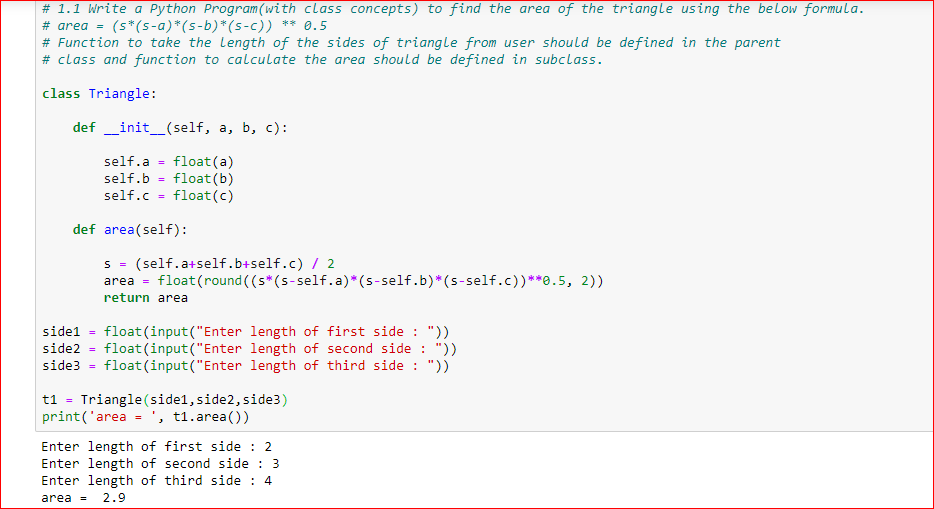 # 1.1 Write a Python Program(with class concepts) to find the area of the triangle using the below formula.
# area = (s*(s-a)*(s-b)*(s-c)) ** 0.5
# Function to take the length of the sides of triangle from user should be defined in the parent
# class and function to calculate the area should be defined in subclass.
class Triangle:
def __init__(self, a, b, c):
self.a = float(a)
self.b = float(b)
self.c = float(c)
def area(self):
s = (self.a+self.b+self.c) / 2
area = float(round((s*(s-self.a)*(s-self.b)*(s-self.c))**0.5, 2))
return area
side1 = float(input("Enter length of first side : "))
side2 = float(input("Enter length of second side : "))
side3 = float(input("Enter length of third side : "))
t1 = Triangle(side1,side2,side3)
print('area = ', t1.area())
Enter length of first side : 2
Enter length of second side : 3
Enter length of third side : 4
area =  2.9